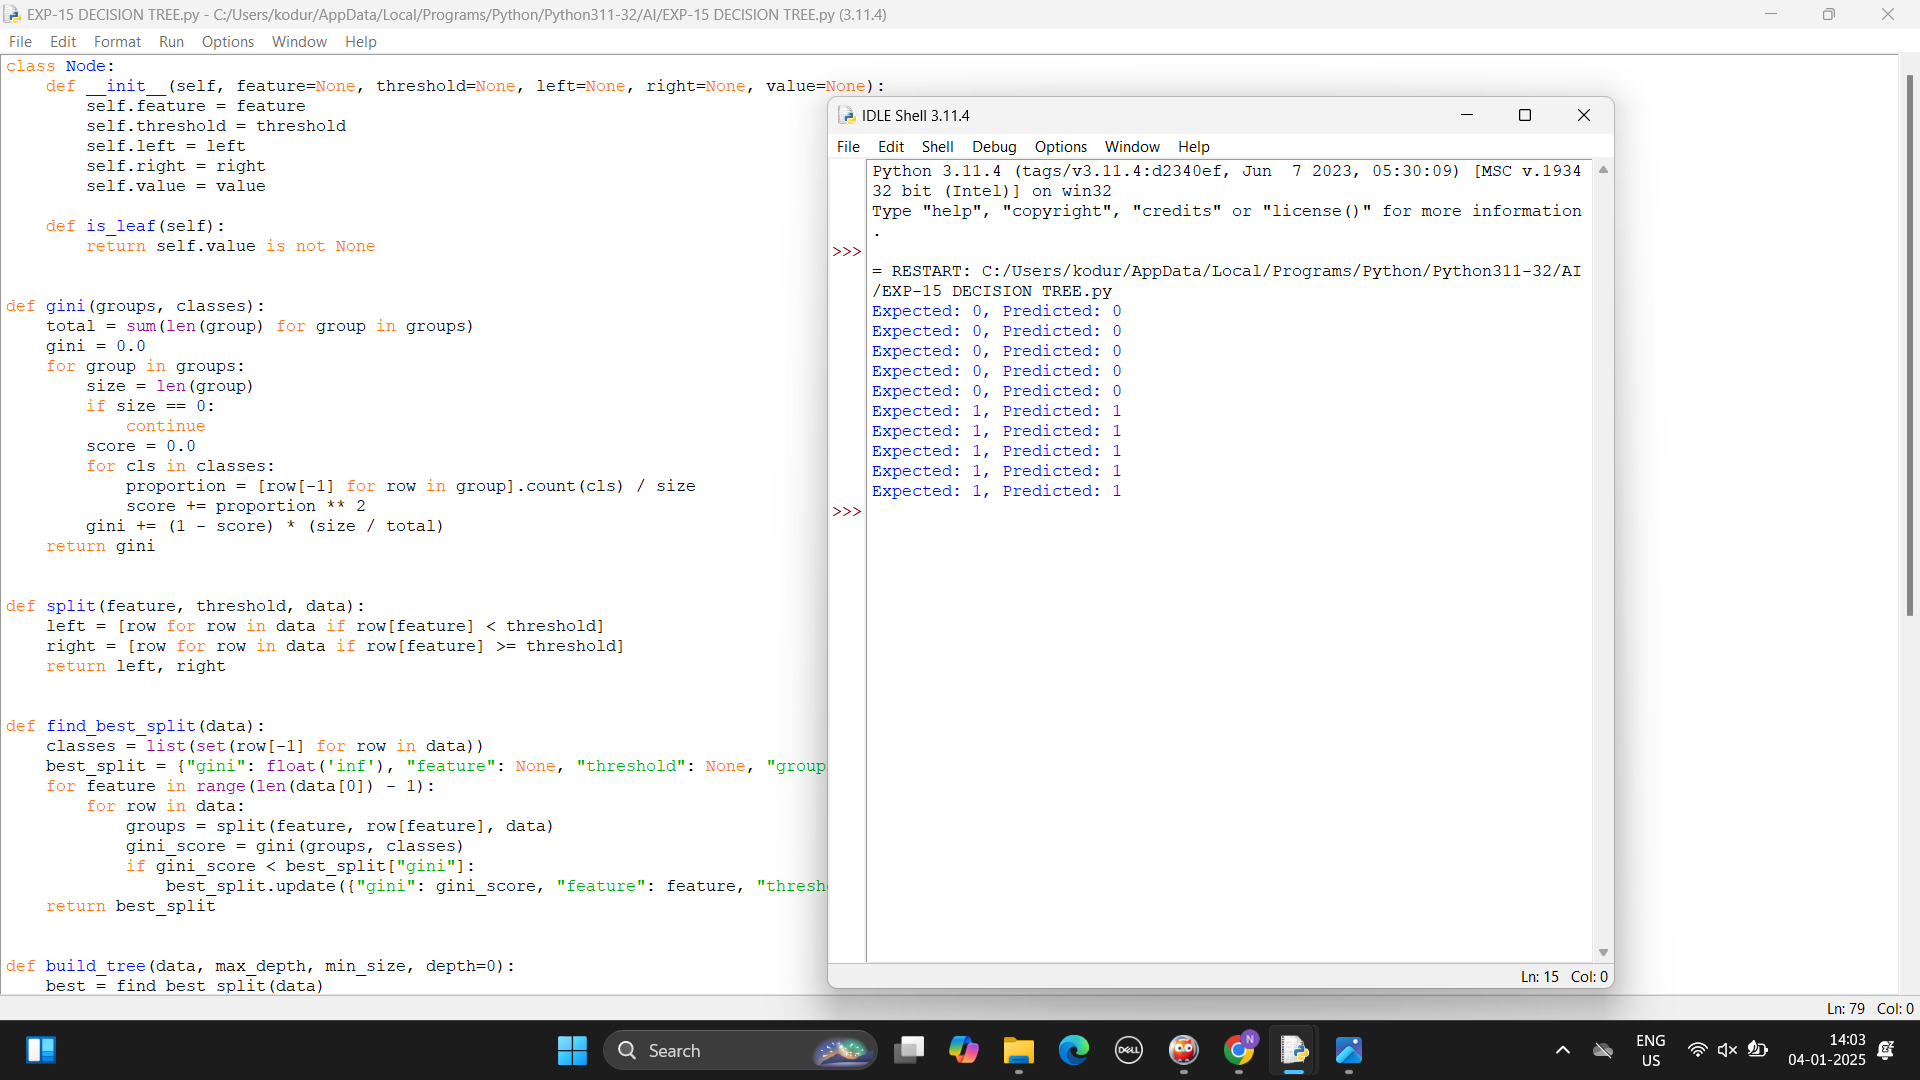 EXP-15 DECISION TREE.py - C:/Users/kodur/AppData/Local/Programs/Python/Python311-32/AI/EXP-15 DECISION TREE.py (3.11.4)
File Edit Format Run Options Window Help
class Node:
    def __init__(self, feature=None, threshold=None, left=None, right=None, value=None):
        self.feature = feature
        self.threshold = threshold
        self.left = left
        self.right = right
        self.value = value
    def is_leaf(self):
        return self.value is not None
def gini(groups, classes):
    total = sum(len(group) for group in groups)
    gini = 0.0
    for group in groups:
        size = len(group)
        if size == 0:
            continue
        score = 0.0
        for cls in classes:
            proportion = [row[-1] for row in group].count(cls) / size
            score += proportion ** 2
        gini += (1 - score) * (size / total)
    return gini
def split(feature, threshold, data):
    left = [row for row in data if row[feature] < threshold]
    right = [row for row in data if row[feature] >= threshold]
    return left, right
def find_best_split(data):
    classes = list(set(row[-1] for row in data))
    best_split = {"gini": float('inf'), "feature": None, "threshold": None, "group
    for feature in range(len(data[0]) - 1):
        for row in data:
            groups = split(feature, row[feature], data)
            gini_score = gini(groups, classes)
            if gini_score < best_split["gini"]:
                best_split.update({"gini": gini_score, "feature": feature, "thresh
    return best_split
def build_tree(data, max_depth, min_size, depth=0):
    best = find_best_split(data)
Ln: 79 Col: 0
IDLE Shell 3.11.4
File Edit Shell Debug Options Window Help
Python 3.11.4 (tags/v3.11.4:d2340ef, Jun  7 2023, 05:30:09) [MSC v.1934
32 bit (Intel)] on win32
Type "help", "copyright", "credits" or "license()" for more information
.
>>>
= RESTART: C:/Users/kodur/AppData/Local/Programs/Python/Python311-32/AI
/EXP-15 DECISION TREE.py
Expected: 0, Predicted: 0
Expected: 0, Predicted: 0
Expected: 0, Predicted: 0
Expected: 0, Predicted: 0
Expected: 0, Predicted: 0
Expected: 1, Predicted: 1
Expected: 1, Predicted: 1
Expected: 1, Predicted: 1
Expected: 1, Predicted: 1
Expected: 1, Predicted: 1
>>>
Ln: 15 Col: 0
Search
DELL
N
ENG
US
14:03
04-01-2025